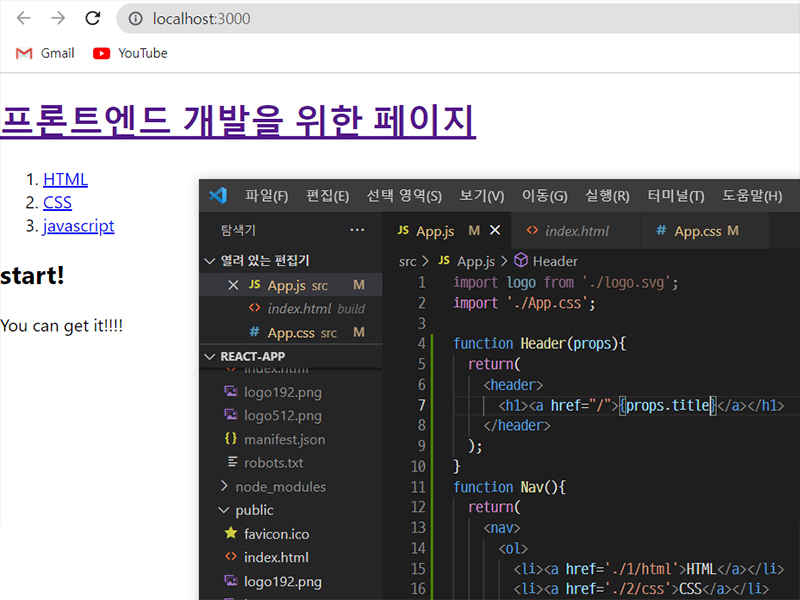 localhost:3000
Gmail YouTube
프론트엔드 개발을 위한 페이지
1. HTML
2. CSS
3. javascript
start!
You can get it!!!!
파일(F) 편집(E) 선택 영역(S) 보기(V) 이동(G) 실행(R) 터미널(T) 도움말(H)
탐색기 ···
열려 있는 편집기
JS App.js src M
<> index.html build
# App.css src M
REACT-APP
<> index.html
logo192.png
logo512.png
{} manifest.json
robots.txt
node_modules
public
favicon.ico
<> index.html
logo192.png
JS App.js M <> index.html # App.css M
src > JS App.js > Header
1 import logo from './logo.svg';
2 import './App.css';
3
4 function Header(props){
5 return(
6 <header>
7 <h1><a href="/">{props.title}</a></h1>
8 </header>
9 );
10 }
11 function Nav(){
12 return(
13 <nav>
14 <ol>
15 <li><a href='./1/html'>HTML</a></li>
16 <li><a href='./2/css'>CSS</a></li>